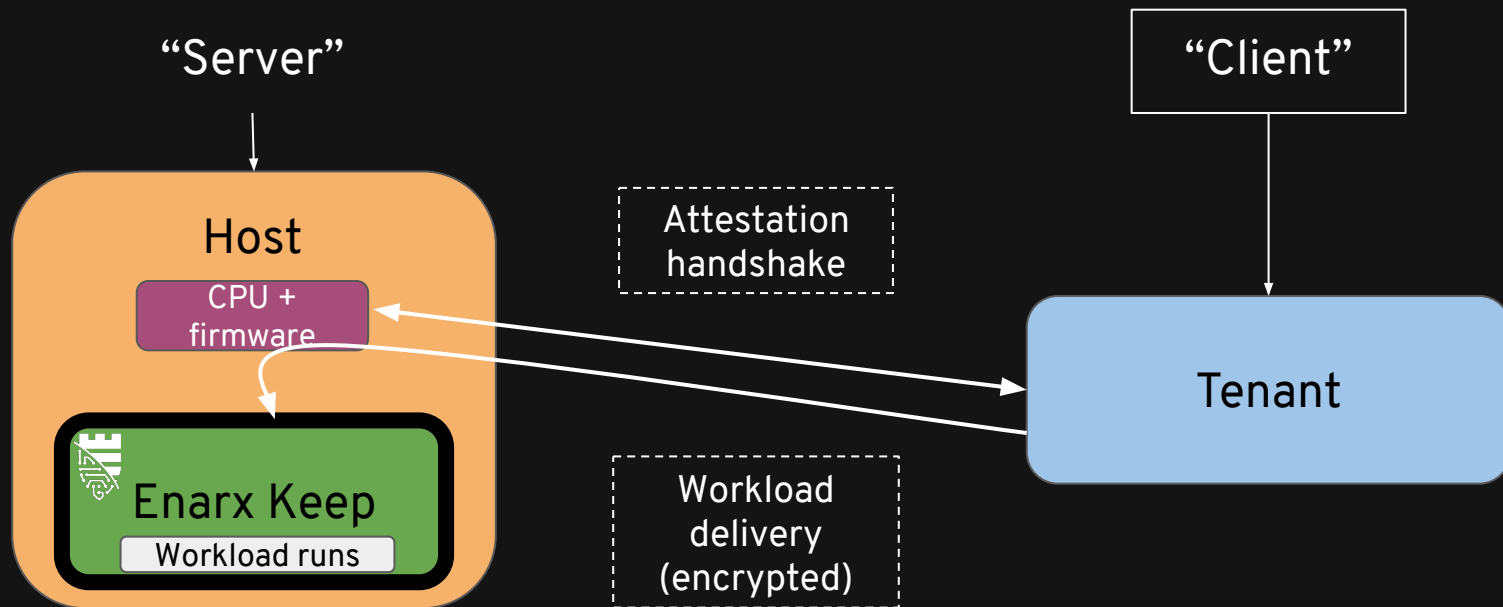 “Server”
“Client”
Host
CPU +
firmware
Attestation
handshake
Tenant
Enarx Keep
Workload runs
Workload
delivery
(encrypted)